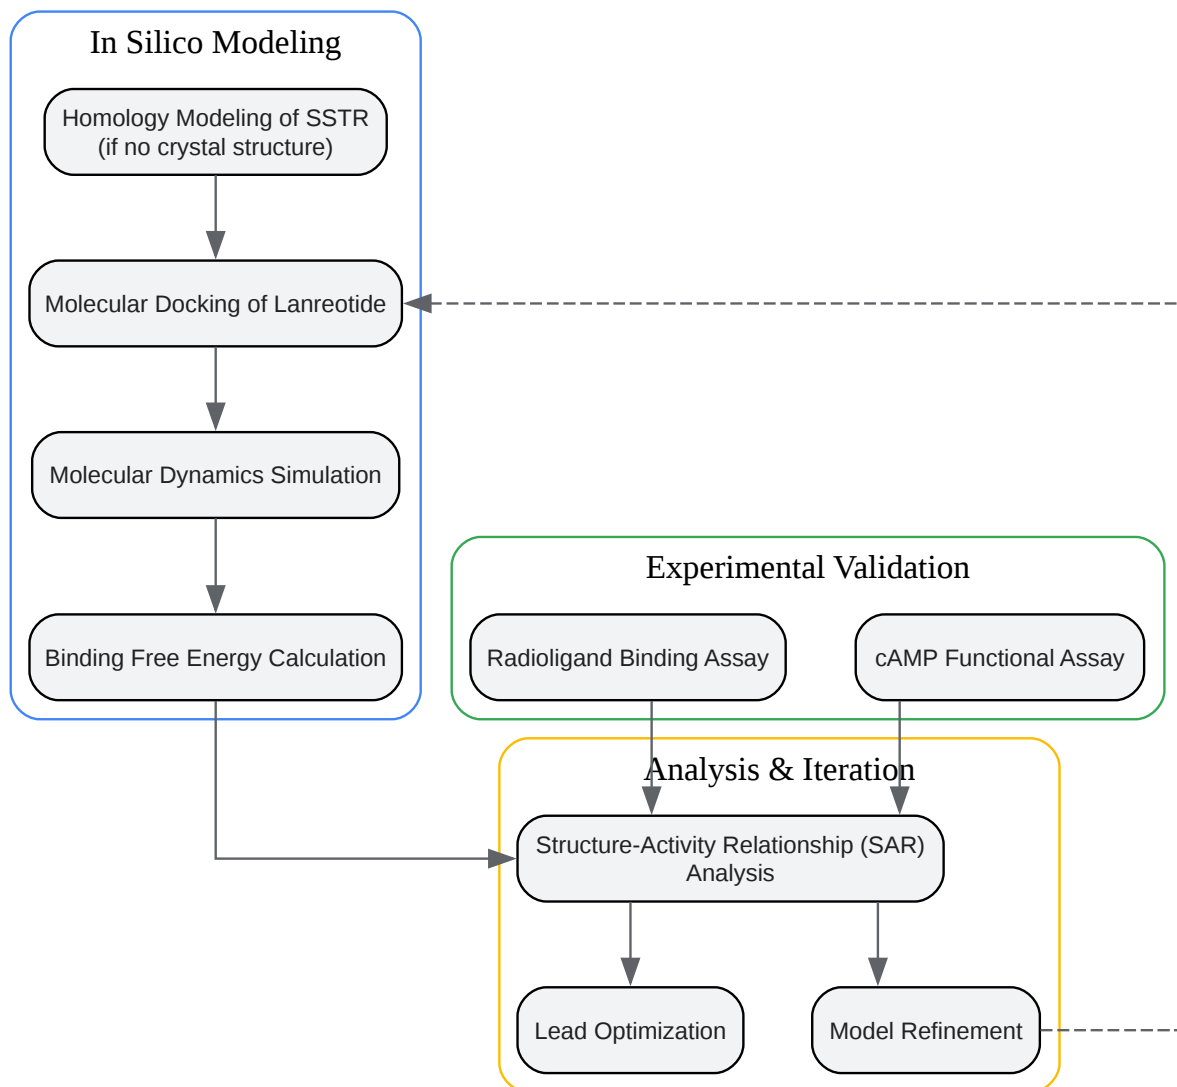 In Silico Modeling
Homology Modeling of SSTR
(if no crystal structure)
Molecular Docking of Lanreotide
Molecular Dynamics Simulation
Binding Free Energy Calculation
Experimental Validation
Radioligand Binding Assay
cAMP Functional Assay
Analysis & Iteration
Structure-Activity Relationship (SAR)
Analysis
Lead Optimization
Model Refinement